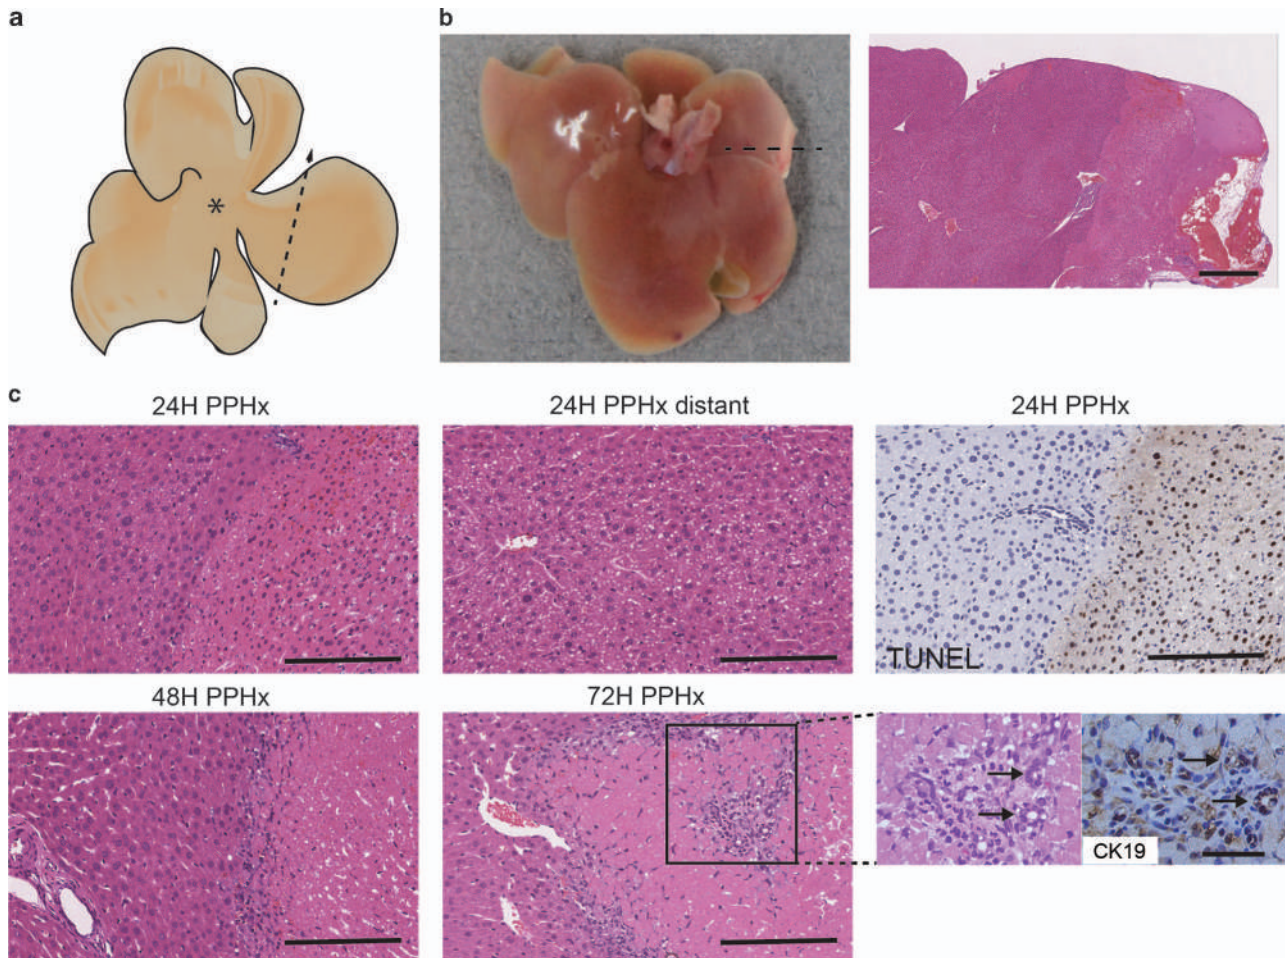 a
b
*
c
24H PPHx
24H PPHx distant
24H PPHx
TUNEL
48H PPHx
72H PPHx
CK19